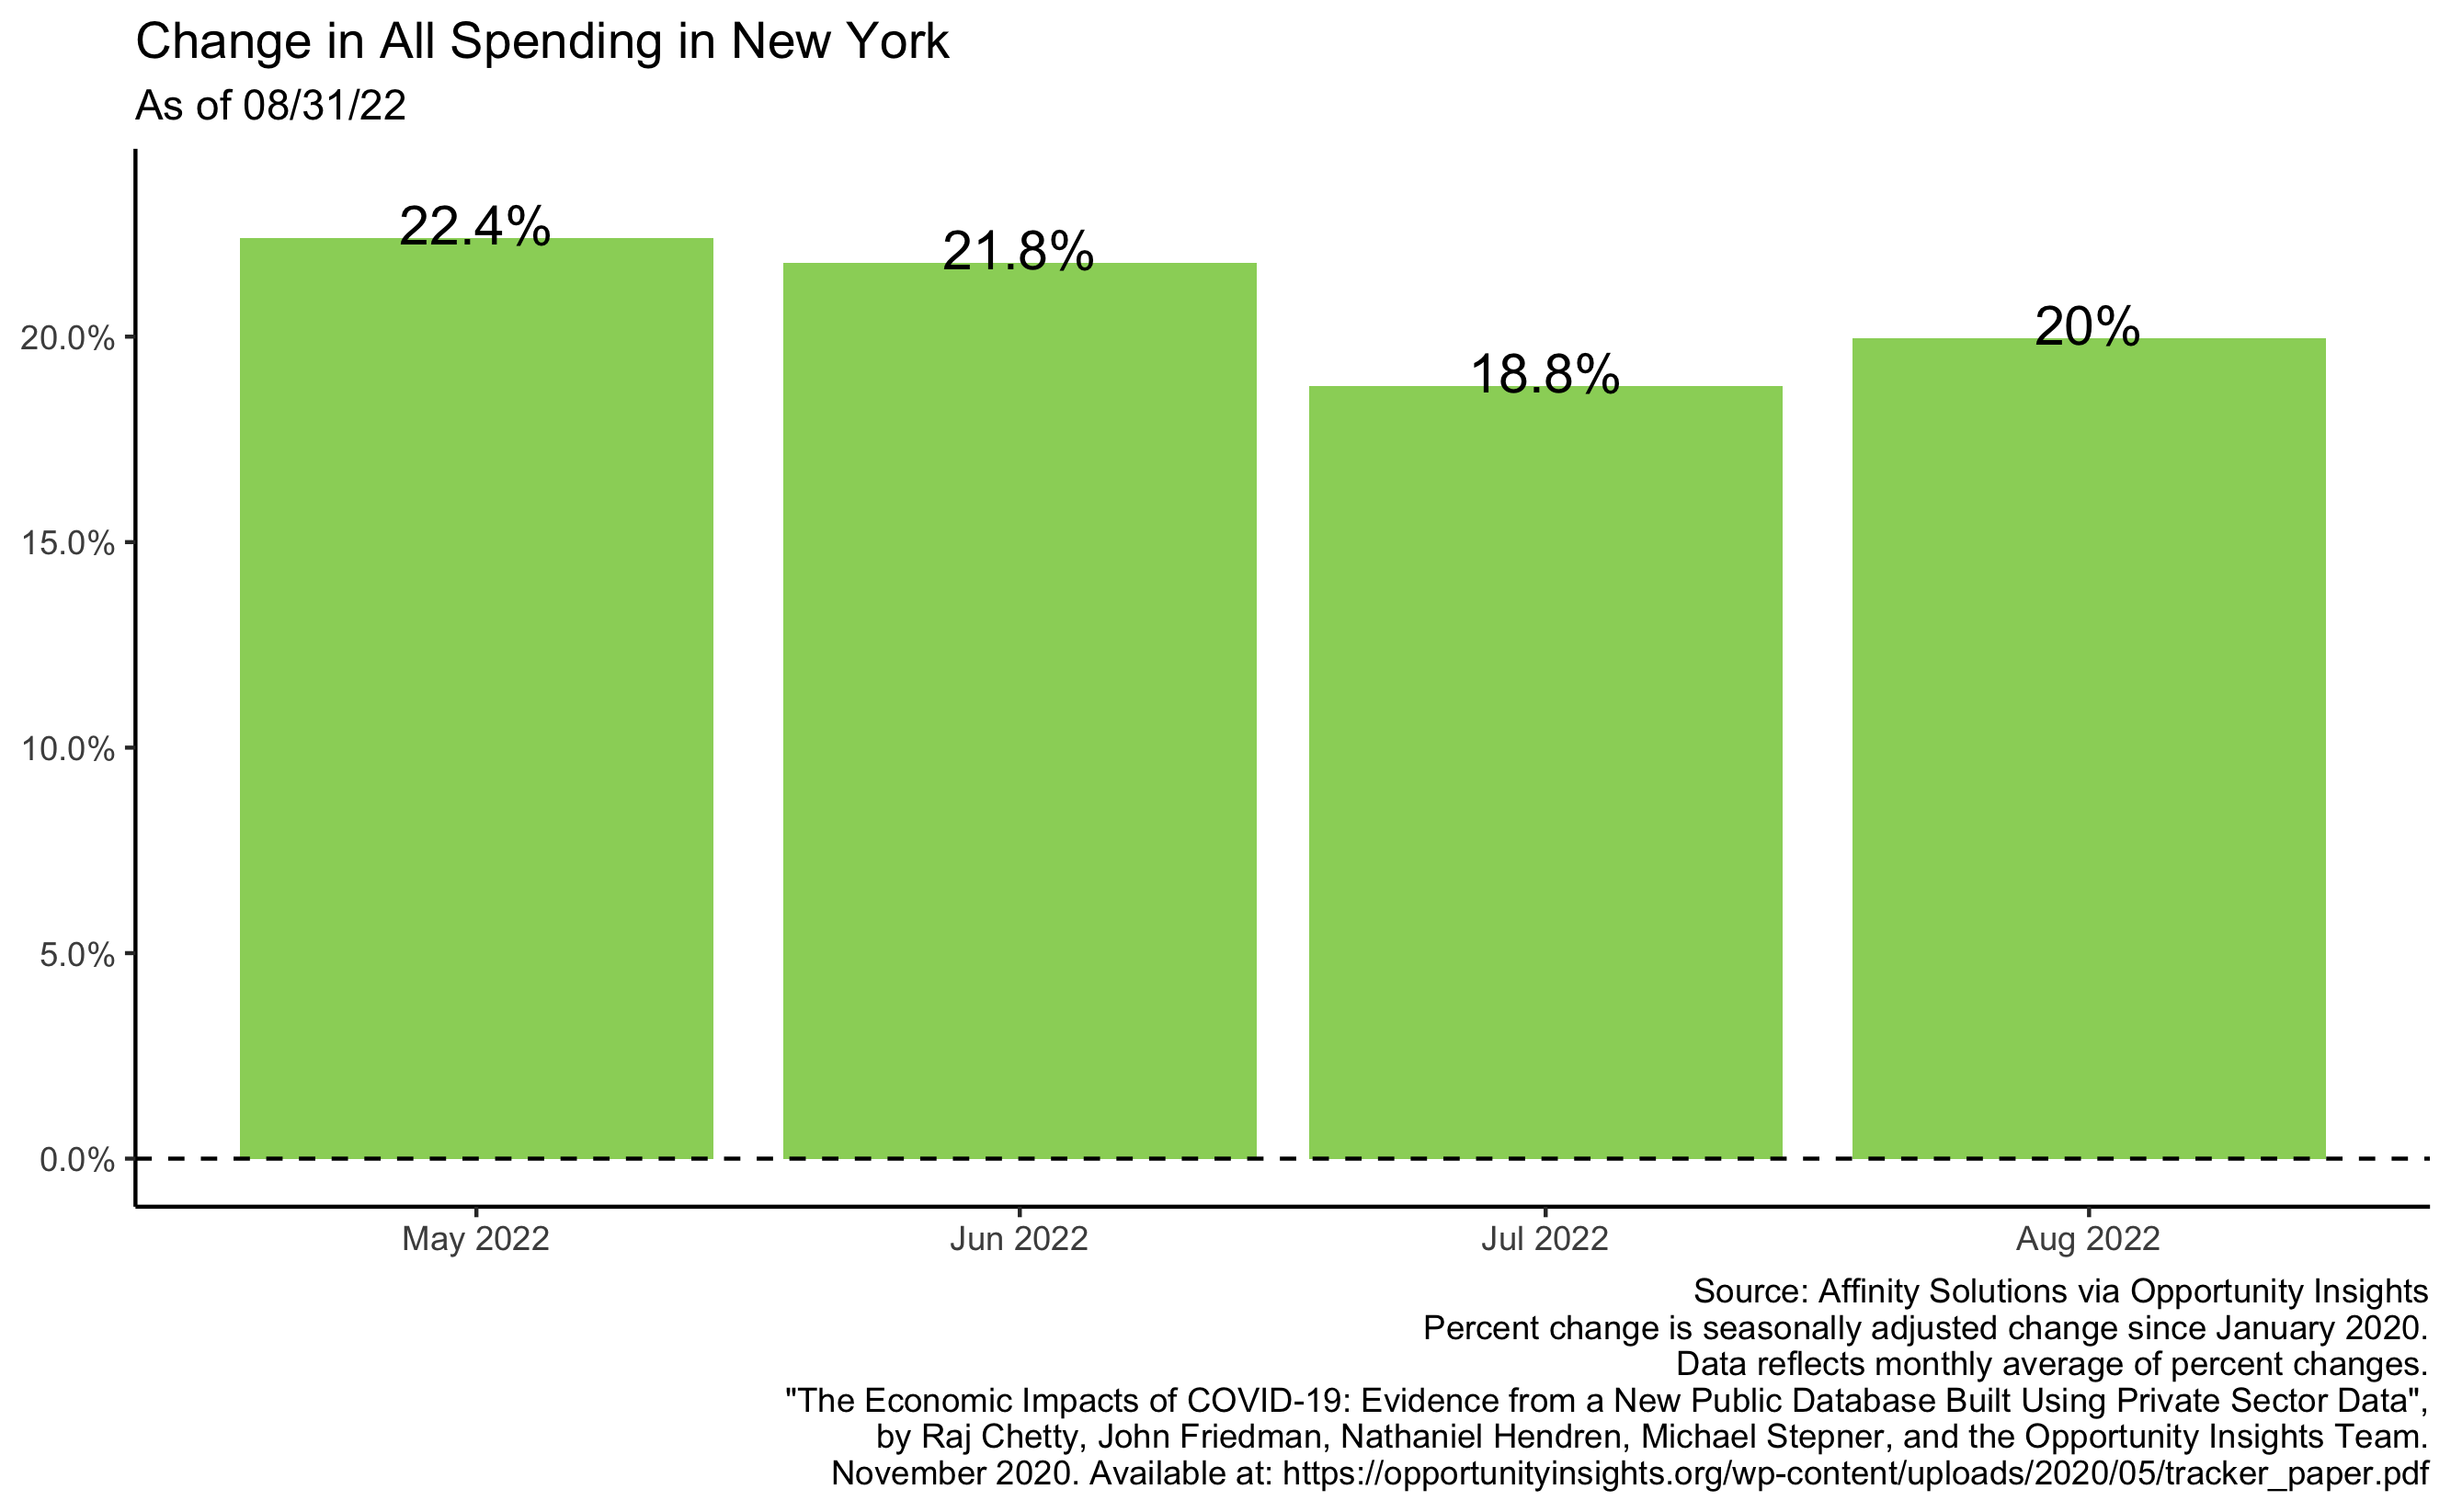 Change in All Spending in New York
As of 08/31/22
22.4%
21.8%
18.8%
20%
20.0%
15.0%
10.0%
5.0%
0.0%
May 2022
Jun 2022
Jul 2022
Aug 2022
Source: Affinity Solutions via Opportunity Insights
Percent change is seasonally adjusted change since January 2020.
Data reflects monthly average of percent changes.
"The Economic Impacts of COVID-19: Evidence from a New Public Database Built Using Private Sector Data",
by Raj Chetty, John Friedman, Nathaniel Hendren, Michael Stepner, and the Opportunity Insights Team.
November 2020. Available at: https://opportunityinsights.org/wp-content/uploads/2020/05/tracker_paper.pdf